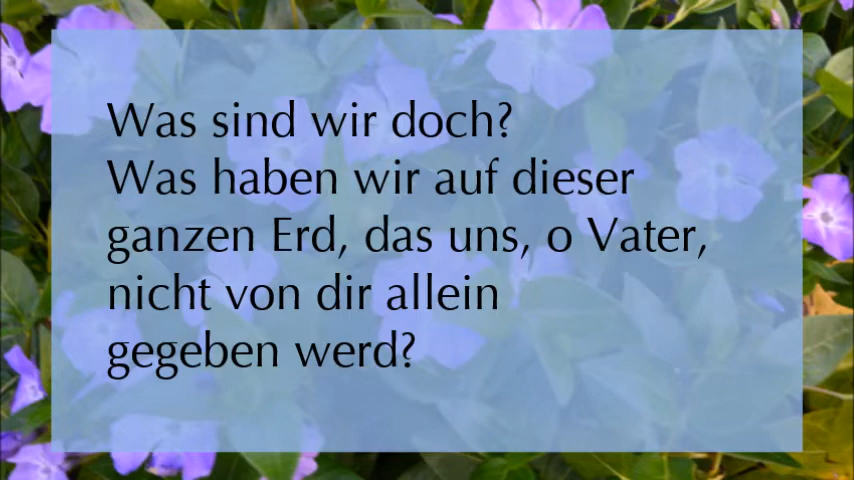 Was sind wir doch?
Was haben wir auf dieser
ganzen Erd, das uns, o Vater,
nicht von dir allein
gegeben werd?